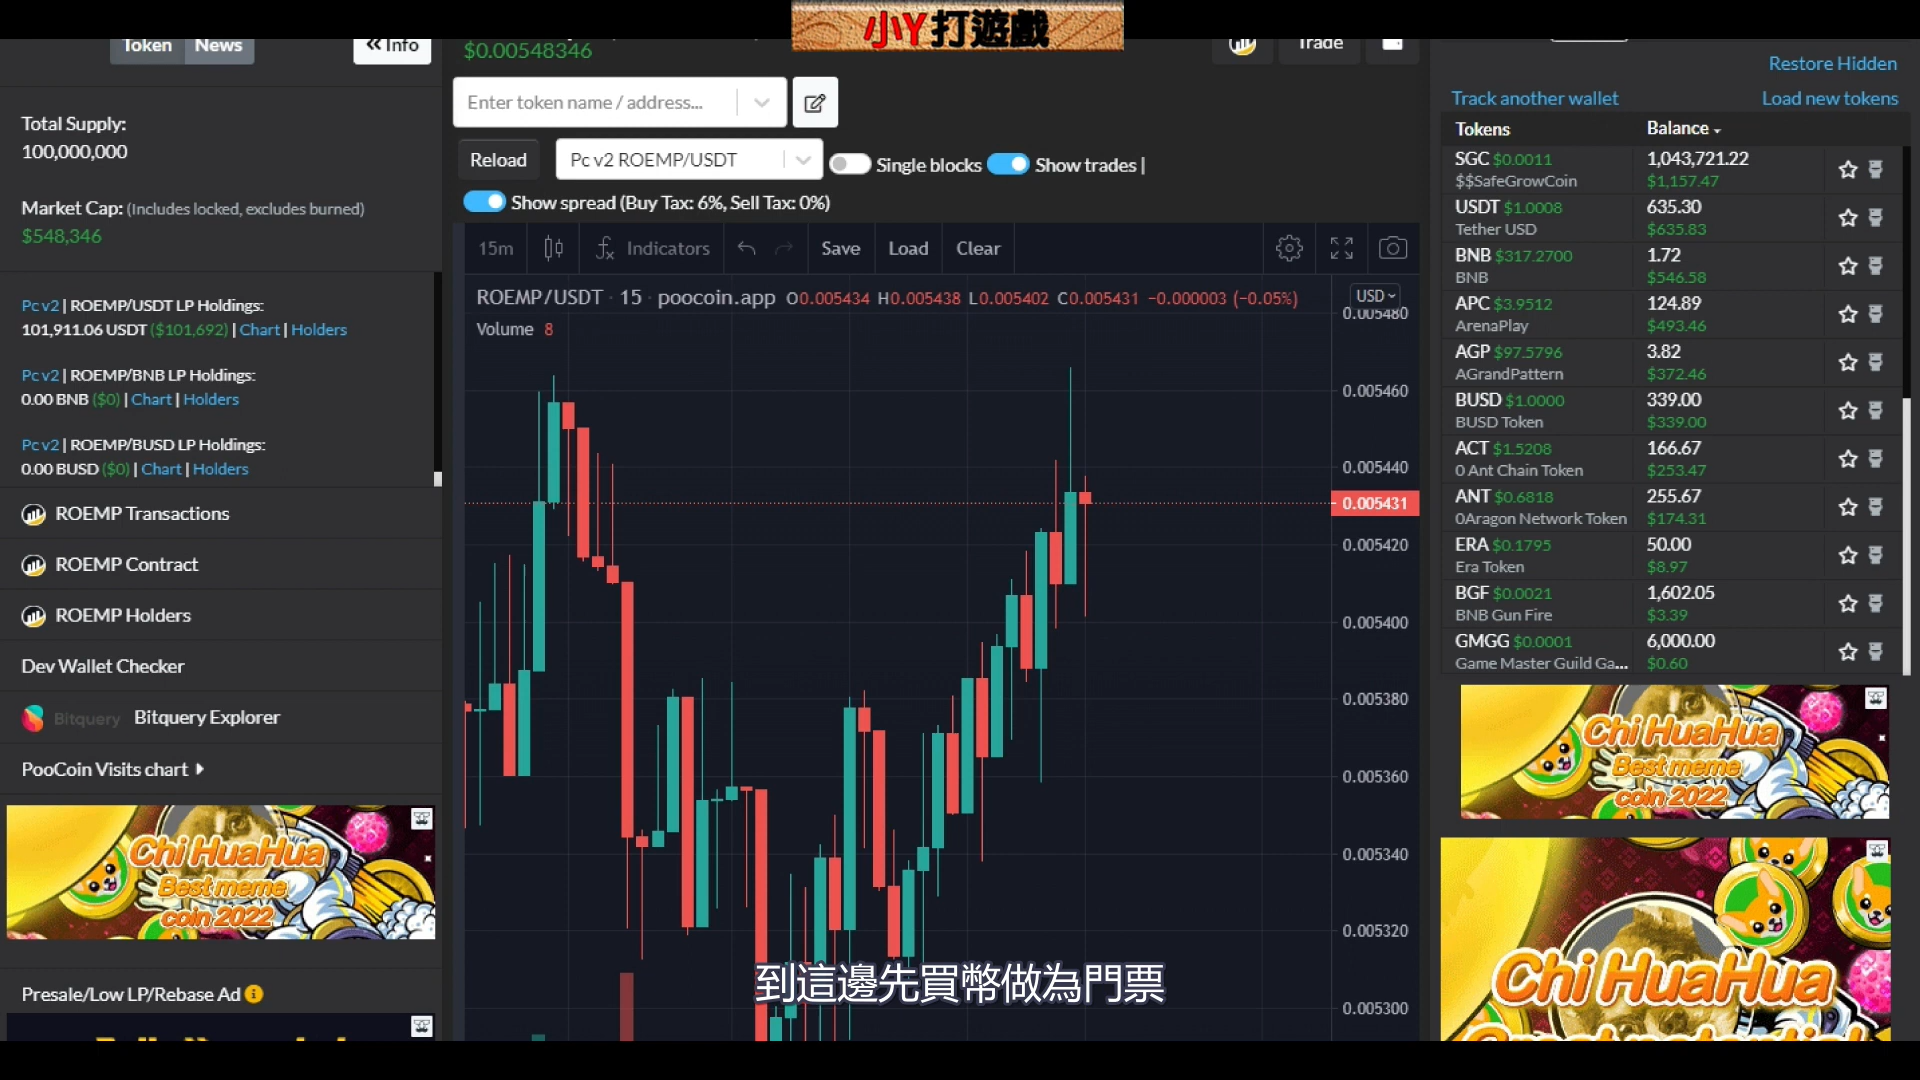 小Y打遊戲
Token
News
Info
$0.00548346
Trade
Restore Hidden
Total Supply:
100,000,000
Market Cap: (Includes locked, excludes burned)
$548,346
Pc v2 | ROEMP/USDT LP Holdings:
101,911.06 USDT ($101,692) | Chart | Holders
Pc v2 | ROEMP/BNB LP Holdings:
0.00 BNB ($0) | Chart | Holders
Pc v2 | ROEMP/BUSD LP Holdings:
0.00 BUSD ($0) | Chart | Holders
ROEMP Transactions
ROEMP Contract
ROEMP Holders
Dev Wallet Checker
Bitquery Bitquery Explorer
PooCoin Visits chart
Chi HuaHua
Best meme
coin 2022
Presale/Low LP/Rebase Ad
Enter token name / address...
Reload
Pc v2 ROEMP/USDT
Single blocks
Show trades |
Show spread (Buy Tax: 6%, Sell Tax: 0%)
15m
Indicators
Save
Load
Clear
ROEMP/USDT · 15 · poocoin.app O0.005434 H0.005438 L0.005402 C0.005431 −0.000003 (−0.05%)
Volume 8
USD
0.005480
0.005460
0.005440
0.005431
0.005420
0.005400
0.005380
0.005360
0.005340
0.005320
0.005300
到這邊先買幣做為門票
Track another wallet
Load new tokens
Tokens
Balance
SGC $0.0011
1,043,721.22
$$SafeGrowCoin
$1,157.47
USDT $1.0008
635.30
Tether USD
$635.83
BNB $317.2700
1.72
BNB
$546.58
APC $3.9512
124.89
ArenaPlay
$493.46
AGP $97.5796
3.82
AGrandPattern
$372.46
BUSD $1.0000
339.00
BUSD Token
$339.00
ACT $1.5208
166.67
0 Ant Chain Token
$253.47
ANT $0.6818
255.67
0Aragon Network Token
$174.31
ERA $0.1795
50.00
Era Token
$8.97
BGF $0.0021
1,602.05
BNB Gun Fire
$3.39
GMGG $0.0001
6,000.00
Game Master Guild Ga...
$0.60
Chi HuaHua
Best meme
coin 2022
Chi HuaHua
Great potential